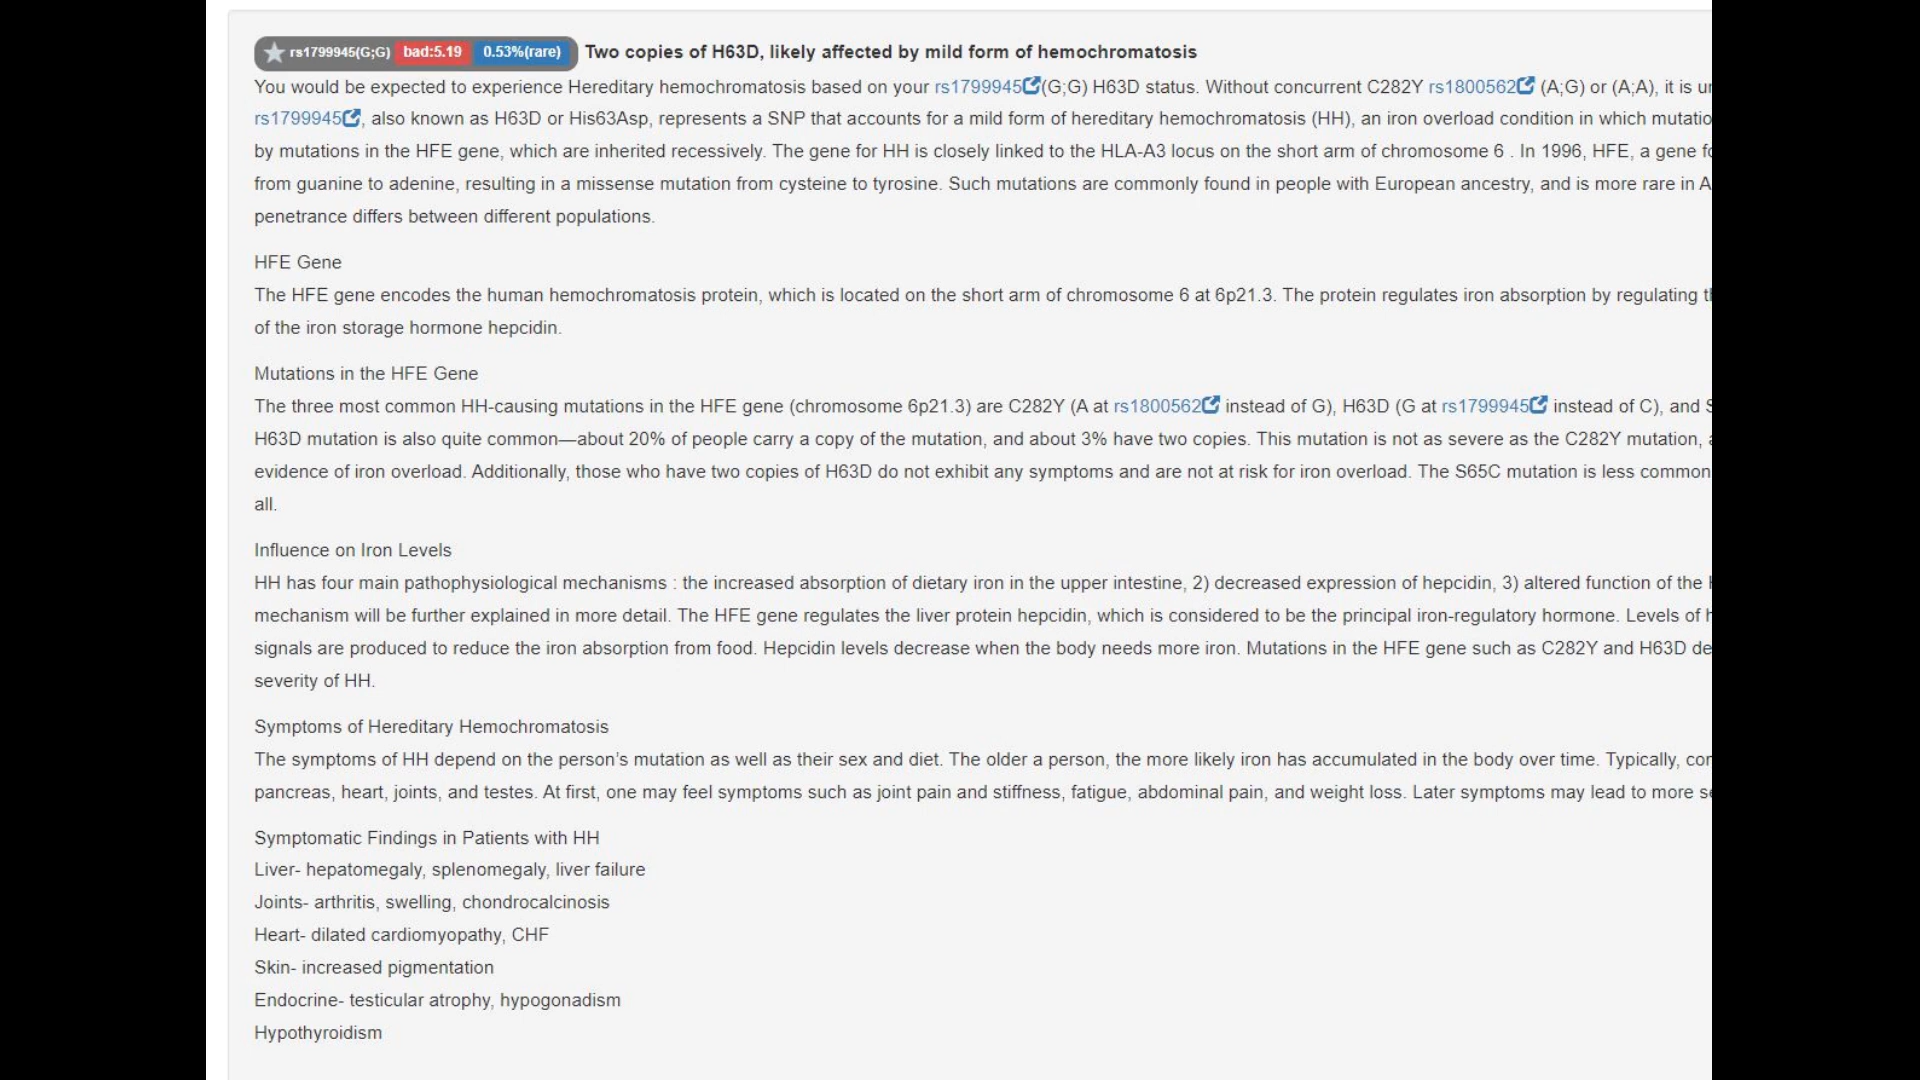 rs1799945(G;G) bad:5.19 0.53%(rare) Two copies of H63D, likely affected by mild form of hemochromatosis
You would be expected to experience Hereditary hemochromatosis based on your rs1799945 (G;G) H63D status. Without concurrent C282Y rs1800562 (A;G) or (A;A), it is
rs1799945, also known as H63D or His63Asp, represents a SNP that accounts for a mild form of hereditary hemochromatosis (HH), an iron overload condition in which
by mutations in the HFE gene, which are inherited recessively. The gene for HH is closely linked to the HLA-A3 locus on the short arm of chromosome 6 . In 1996, HFE, a gene
from guanine to adenine, resulting in a missense mutation from cysteine to tyrosine. Such mutations are commonly found in people with European ancestry, and is more rare in
penetrance differs between different populations.
HFE Gene
The HFE gene encodes the human hemochromatosis protein, which is located on the short arm of chromosome 6 at 6p21.3. The protein regulates iron absorption by regulating
of the iron storage hormone hepcidin.
Mutations in the HFE Gene
The three most common HH-causing mutations in the HFE gene (chromosome 6p21.3) are C282Y (A at rs1800562 instead of G), H63D (G at rs1799945 instead of C), and
H63D mutation is also quite common—about 20% of people carry a copy of the mutation, and about 3% have two copies. This mutation is not as severe as the C282Y mutation,
evidence of iron overload. Additionally, those who have two copies of H63D do not exhibit any symptoms and are not at risk for iron overload. The S65C mutation is less common
all.
Influence on Iron Levels
HH has four main pathophysiological mechanisms : the increased absorption of dietary iron in the upper intestine, 2) decreased expression of hepcidin, 3) altered function of the
mechanism will be further explained in more detail. The HFE gene regulates the liver protein hepcidin, which is considered to be the principal iron-regulatory hormone. Levels of
signals are produced to reduce the iron absorption from food. Hepcidin levels decrease when the body needs more iron. Mutations in the HFE gene such as C282Y and H63D
severity of HH.
Symptoms of Hereditary Hemochromatosis
The symptoms of HH depend on the person's mutation as well as their sex and diet. The older a person, the more likely iron has accumulated in the body over time. Typically,
pancreas, heart, joints, and testes. At first, one may feel symptoms such as joint pain and stiffness, fatigue, abdominal pain, and weight loss. Later symptoms may lead to more
Symptomatic Findings in Patients with HH
Liver- hepatomegaly, splenomegaly, liver failure
Joints- arthritis, swelling, chondrocalcinosis
Heart- dilated cardiomyopathy, CHF
Skin- increased pigmentation
Endocrine- testicular atrophy, hypogonadism
Hypothyroidism